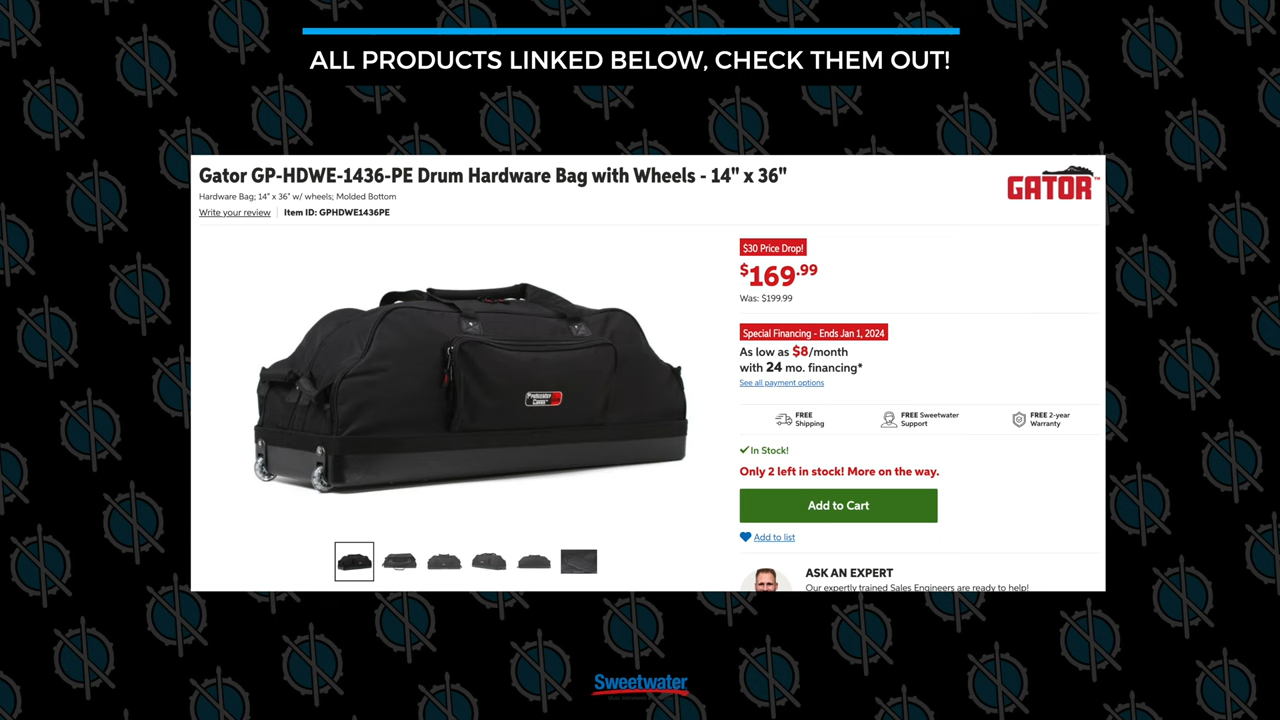 ALL PRODUCTS LINKED BELOW, CHECK THEM OUT!
Gator GP-HDWE-1436-PE Drum Hardware Bag with Wheels - 14" x 36"
Hardware Bag; 14" x 36" w/ wheels; Molded Bottom
Write your review Item ID: GPHDWE1436PE
GATOR™
$30 Price Drop!
$169.99
Was: $199.99
Special Financing - Ends Jan 1, 2024
As low as $8/month
with 24 mo. financing*
See all payment options
FREE Shipping
FREE Sweetwater Support
FREE 2-year Warranty
In Stock!
Only 2 left in stock! More on the way.
Add to Cart
Add to list
ASK AN EXPERT
Our expertly trained Sales Engineers are ready to help!
Sweetwater